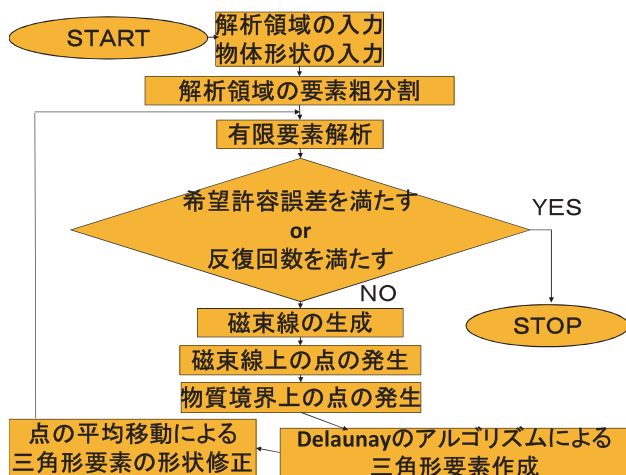 START
解析領域の入力
物体形状の入力
解析領域の要素粗分割
有限要素解析
希望許容誤差を満たす
or
反復回数を満たす
YES
NO
STOP
磁束線の生成
磁束線上の点の発生
物質境界上の点の発生
Delaunayのアルゴリズムによる
三角形要素作成
点の平均移動による
三角形要素の形状修正